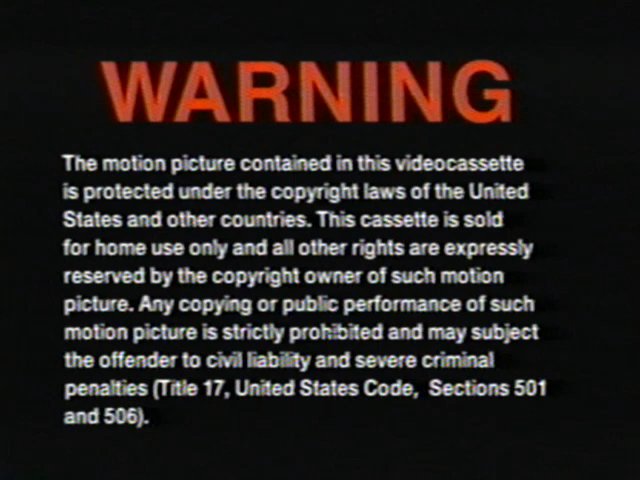 WARNING
The motion picture contained in this videocassette
is protected under the copyright laws of the United
States and other countries. This cassette is sold
for home use only and all other rights are expressly
reserved by the copyright owner of such motion
picture. Any copying or public performance of such
motion picture is strictly prohibited and may subject
the offender to civil liability and severe criminal
penalties (Title 17, United States Code, Sections 501
and 506).